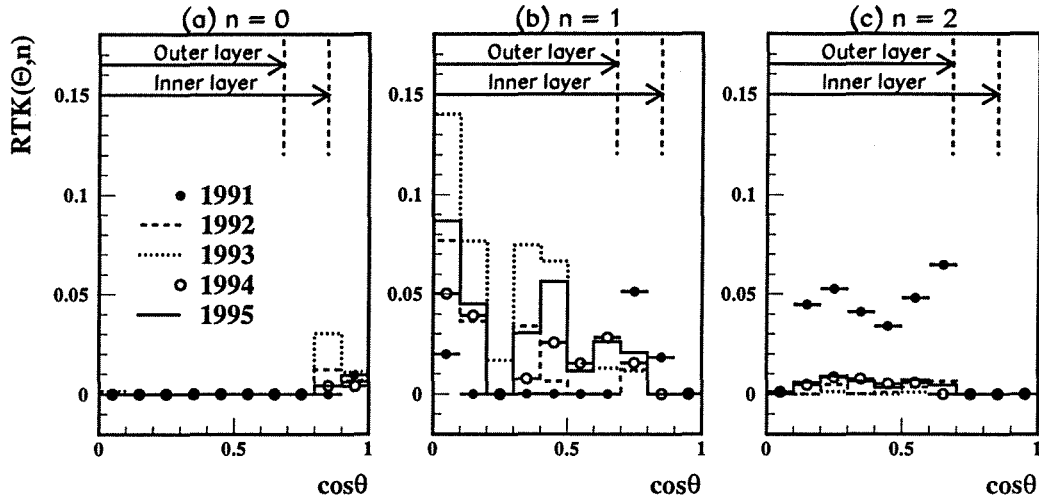 (a) n = 0
(b) n = 1
(c) n = 2
RTK(Θ,n)
Outer layer
Inner layer
Outer layer
Inner layer
Outer layer
Inner layer
0.15
0.1
0.05
0
0.15
0.1
0.05
0
0.15
0.1
0.05
0
1991
1992
1993
1994
1995
0
0.5
1
0
0.5
1
0
0.5
1
cosθ
cosθ
cosθ